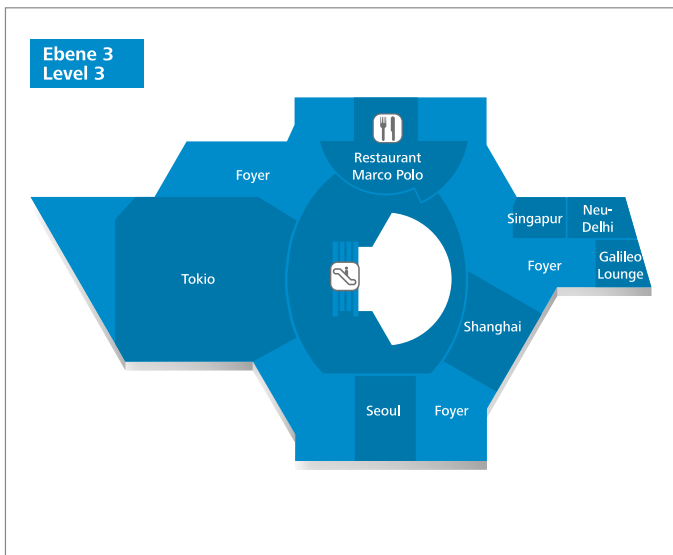 Ebene 3
Level 3
Restaurant
Marco Polo
Foyer
Singapur
Neu-
Delhi
Tokio
Foyer
Galileo
Lounge
Shanghai
Seoul
Foyer